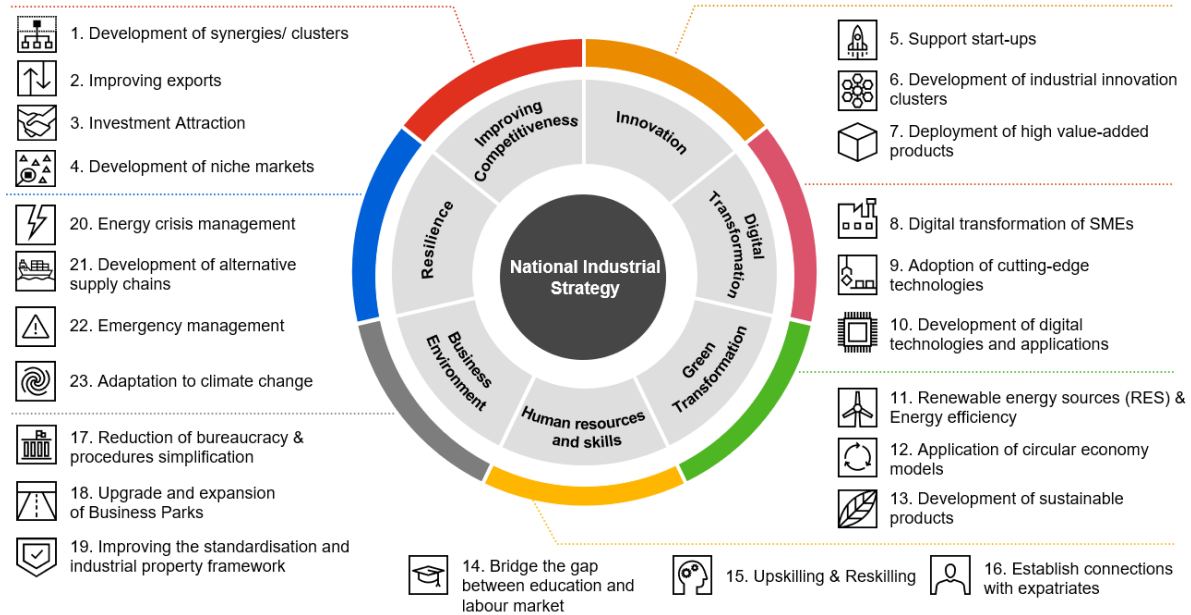 1. Development of synergies/ clusters
2. Improving exports
3. Investment Attraction
4. Development of niche markets
5. Support start-ups
6. Development of industrial innovation
clusters
7. Deployment of high value-added
products
8. Digital transformation of SMEs
9. Adoption of cutting-edge
technologies
10. Development of digital
technologies and applications
11. Renewable energy sources (RES) &
Energy efficiency
12. Application of circular economy
models
13. Development of sustainable
products
14. Bridge the gap
between education and
labour market
15. Upskilling & Reskilling
16. Establish connections
with expatriates
17. Reduction of bureaucracy &
procedures simplification
18. Upgrade and expansion
of Business Parks
19. Improving the standardisation and
industrial property framework
20. Energy crisis management
21. Development of alternative
supply chains
22. Emergency management
23. Adaptation to climate change
Improving
Competitiveness
Innovation
Digital
Transformation
Green
Transformation
Human resources
and skills
Business
Environment
Resilience
National Industrial
Strategy